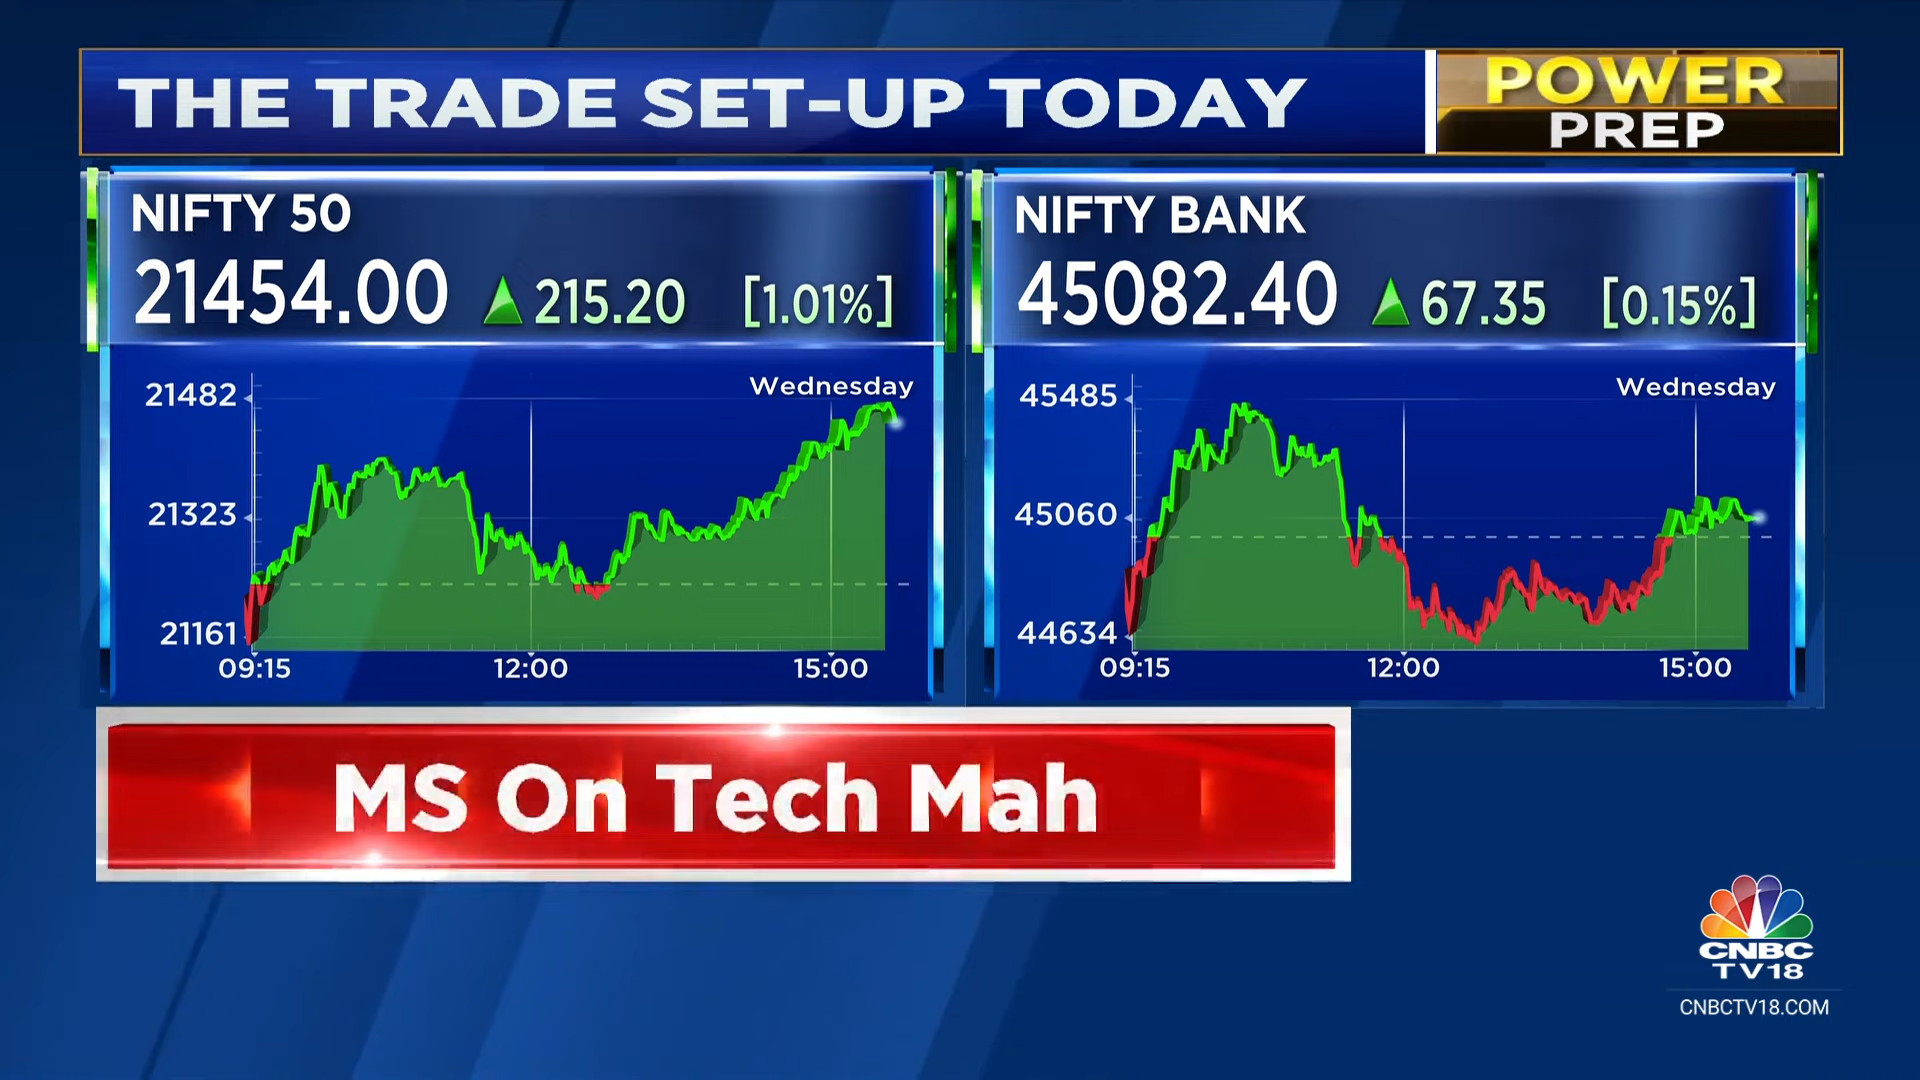 THE TRADE SET-UP TODAY
POWER
PREP
NIFTY 50
21454.00 ▲ 215.20 [1.01%]
Wednesday
21482
21323
21161
09:15 12:00 15:00
NIFTY BANK
45082.40 ▲ 67.35 [0.15%]
Wednesday
45485
45060
44634
09:15 12:00 15:00
MS On Tech Mah
CNBC
TV18
CNBCTV18.COM